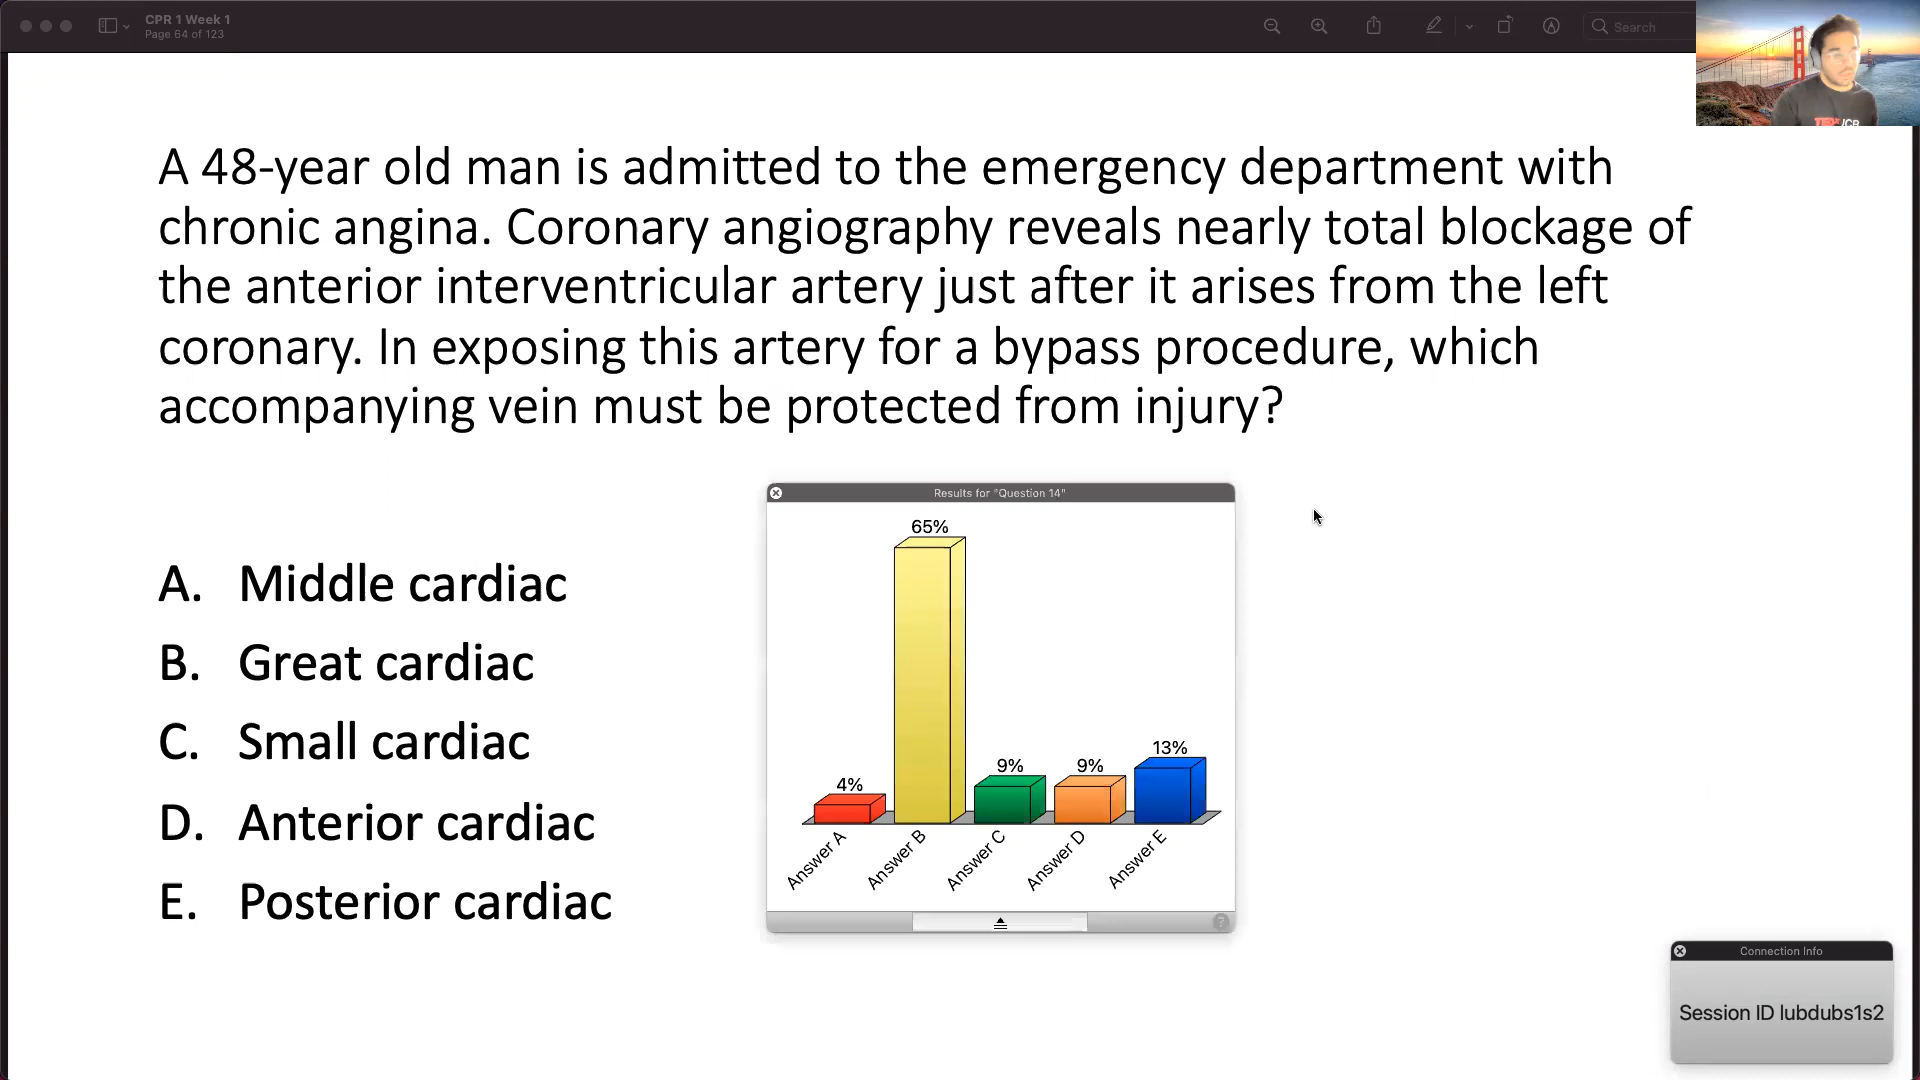 CPR 1 Week 1
Page 64 of 123
Search
A 48-year old man is admitted to the emergency department with
chronic angina. Coronary angiography reveals nearly total blockage of
the anterior interventricular artery just after it arises from the left
coronary. In exposing this artery for a bypass procedure, which
accompanying vein must be protected from injury?
A. Middle cardiac
B. Great cardiac
C. Small cardiac
D. Anterior cardiac
E. Posterior cardiac
Results for "Question 14"
65%
4%
9%
9%
13%
Answer A
Answer B
Answer C
Answer D
Answer E
Connection Info
Session ID lubdubs1s2